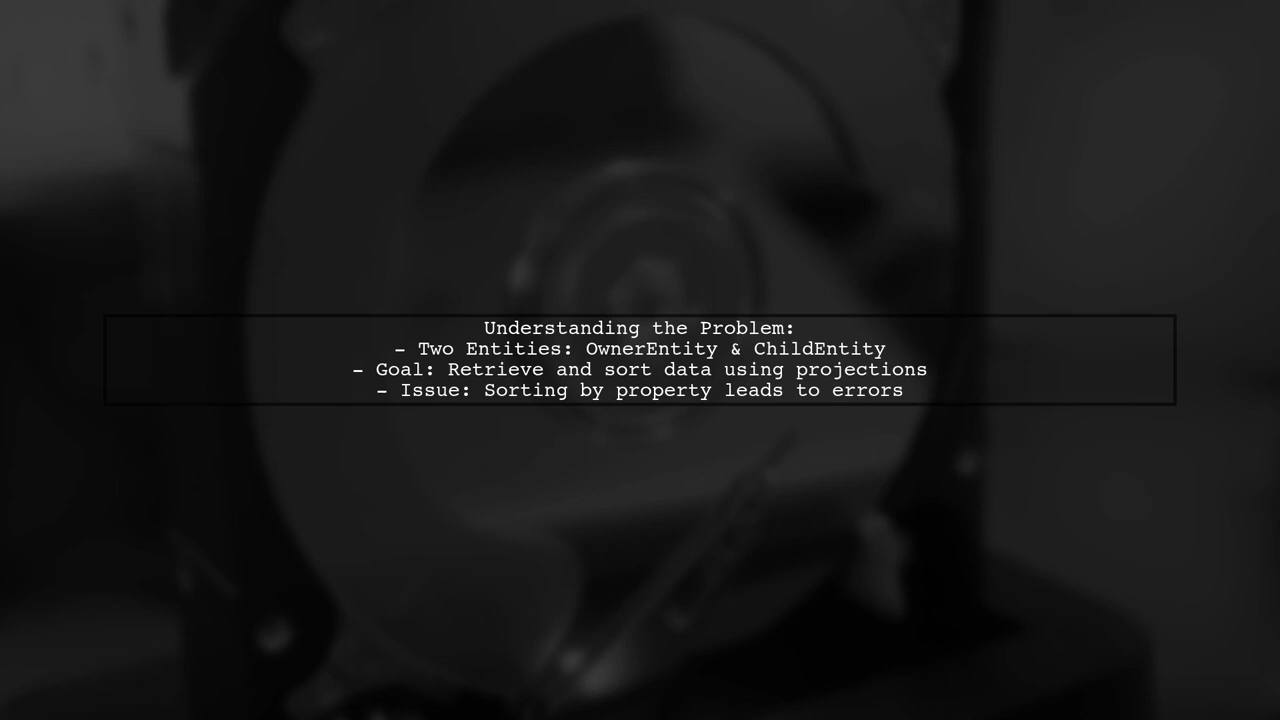 Understanding the Problem:
- Two Entities: OwnerEntity & ChildEntity
- Goal: Retrieve and sort data using projections
- Issue: Sorting by property leads to errors